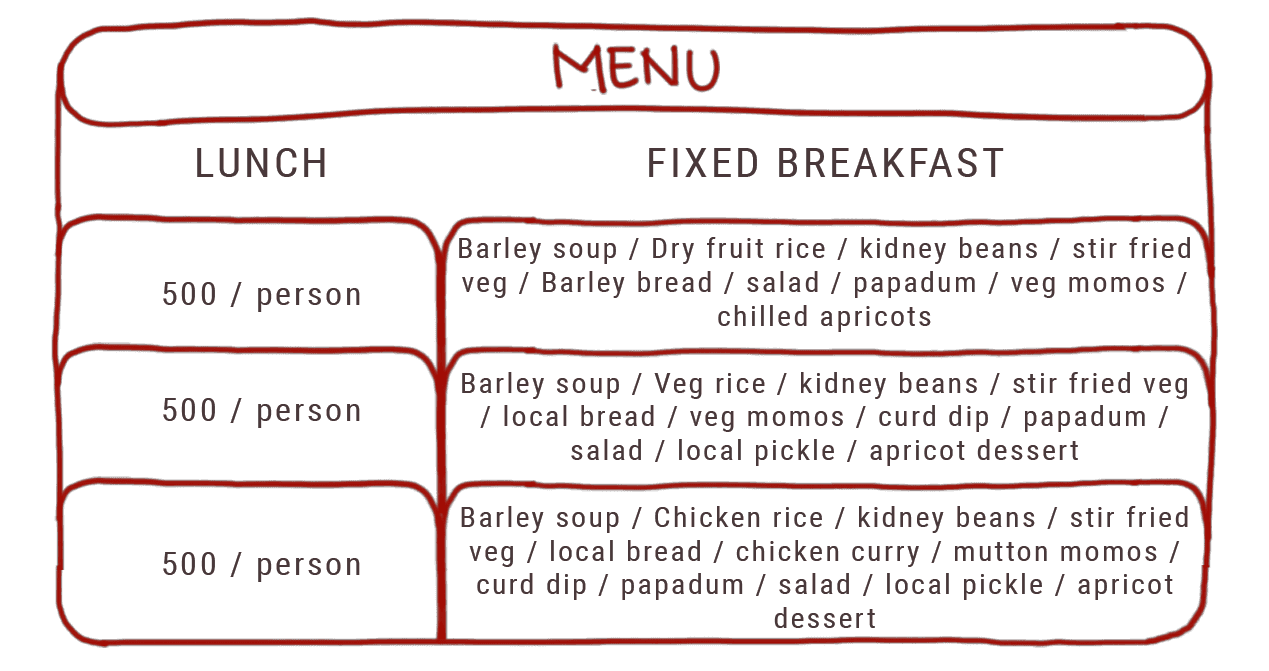 MENU
LUNCH
FIXED BREAKFAST
500 / person
Barley soup / Dry fruit rice / kidney beans / stir fried
veg / Barley bread / salad / papadum / veg momos /
chilled apricots
500 / person
Barley soup / Veg rice / kidney beans / stir fried veg
/ local bread / veg momos / curd dip / papadum /
salad / local pickle / apricot dessert
500 / person
Barley soup / Chicken rice / kidney beans / stir fried
veg / local bread / chicken curry / mutton momos /
curd dip / papadum / salad / local pickle / apricot
dessert